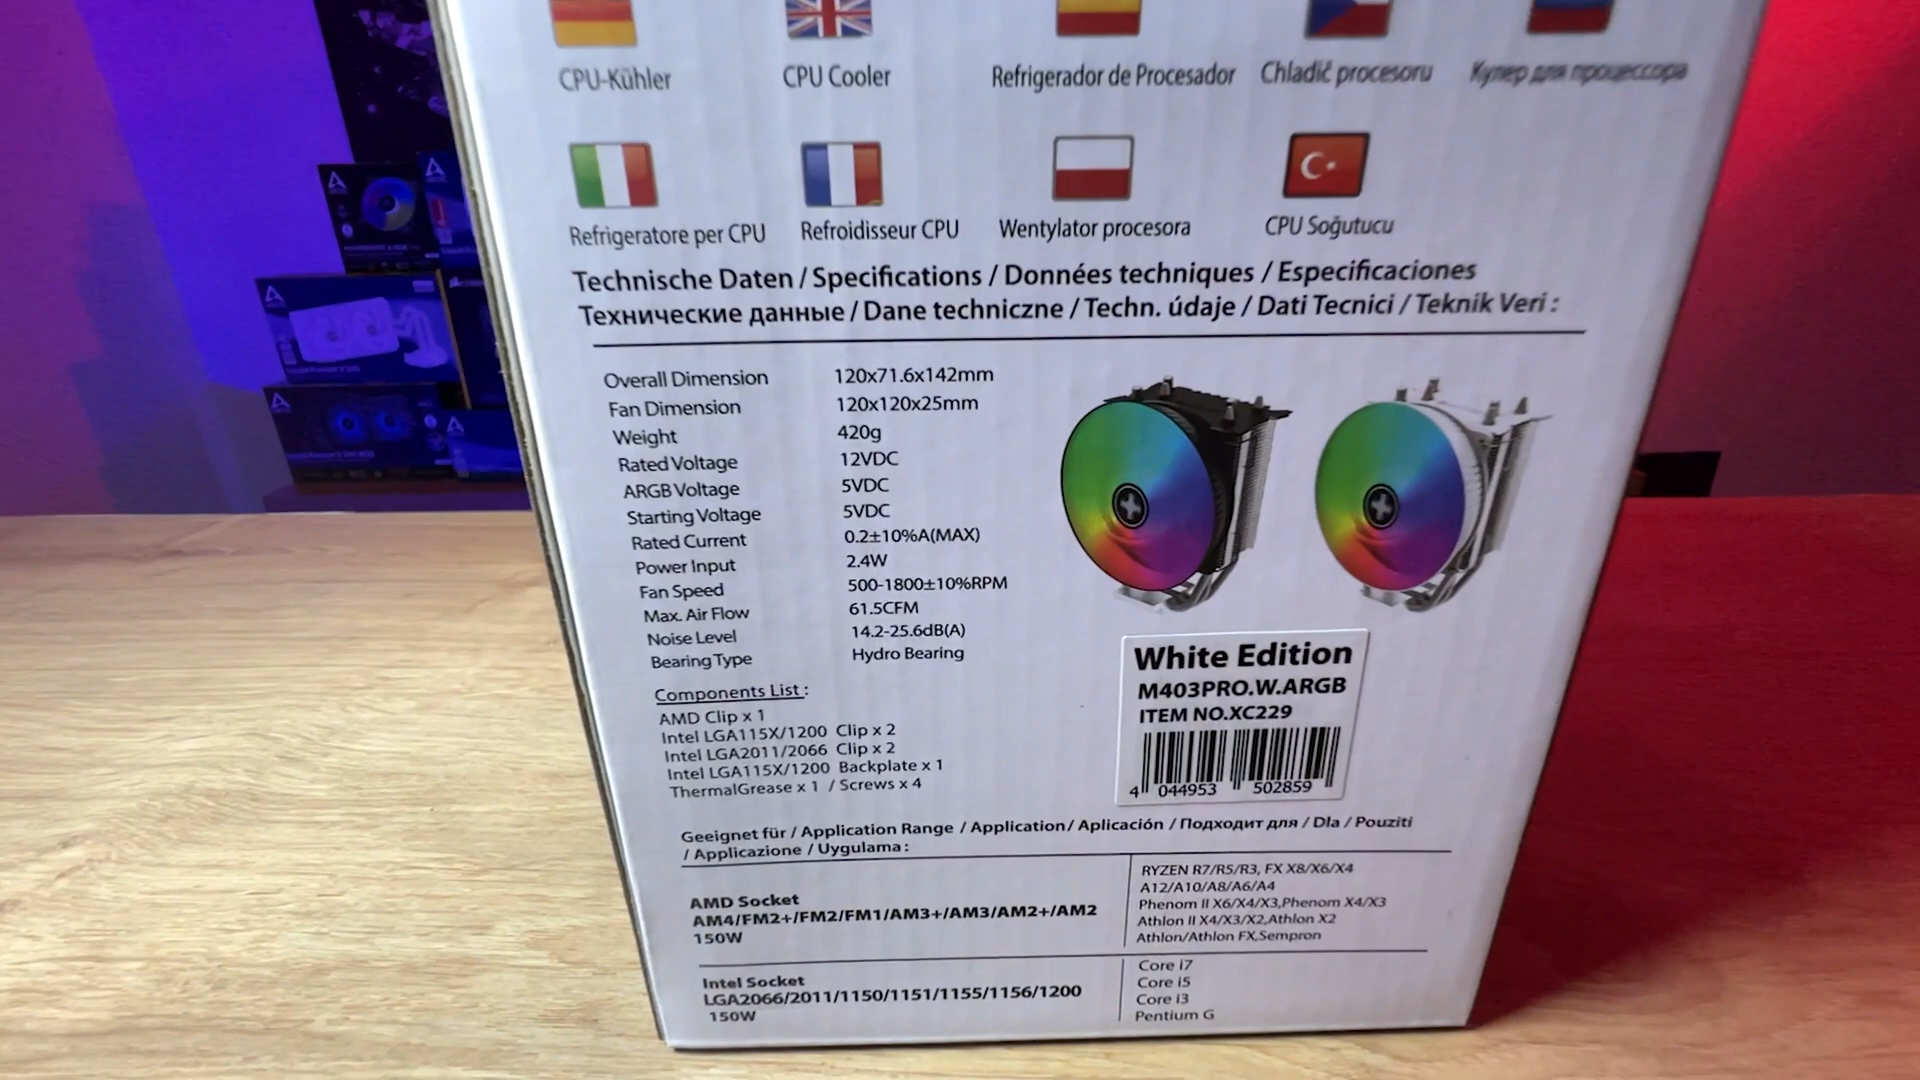 CPU-Kühler
CPU Cooler
Refrigerador de Procesador
Chladič procesoru
Кулер для процессора
Refrigeratore per CPU
Refroidisseur CPU
Wentylator procesora
CPU Soğutucu
Technische Daten / Specifications / Données techniques / Especificaciones
Технические данные / Dane techniczne / Techn. údaje / Dati Tecnici / Teknik Veri :
Overall Dimension 120x71.6x142mm
Fan Dimension 120x120x25mm
Weight 420g
Rated Voltage 12VDC
ARGB Voltage 5VDC
Starting Voltage 5VDC
Rated Current 0.2±10%A(MAX)
Power Input 2.4W
Fan Speed 500-1800±10%RPM
Max. Air Flow 61.5CFM
Noise Level 14.2-25.6dB(A)
Bearing Type Hydro Bearing
Components List :
AMD Clip x 1
Intel LGA115X/1200 Clip x 2
Intel LGA2011/2066 Clip x 2
Intel LGA115X/1200 Backplate x 1
ThermalGrease x 1 / Screws x 4
White Edition
M403PRO.W.ARGB
ITEM NO.XC229
4 044953 502859
Geeignet für / Application Range / Application/ Aplicación / Подходит для / Dla / Pouziti
/ Applicazione / Uygulama :
AMD Socket
AM4/FM2+/FM2/FM1/AM3+/AM3/AM2+/AM2
150W
RYZEN R7/R5/R3, FX X8/X6/X4
A12/A10/A8/A6/A4
Phenom II X6/X4/X3,Phenom X4/X3
Athlon II X4/X3/X2,Athlon X2
Athlon/Athlon FX,Sempron
Intel Socket
LGA2066/2011/1150/1151/1155/1156/1200
150W
Core i7
Core i5
Core i3
Pentium G